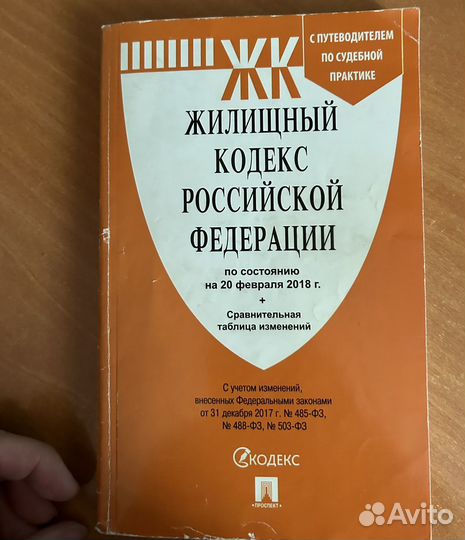 ЖК
С ПУТЕВОДИТЕЛЕМ
ПО СУДЕБНОЙ
ПРАКТИКЕ
ЖИЛИЩНЫЙ
КОДЕКС
РОССИЙСКОЙ
ФЕДЕРАЦИИ
по состоянию
на 20 февраля 2018 г.
+
Сравнительная
таблица изменений
С учетом изменений,
внесенных Федеральными законами
от 31 декабря 2017 г. № 485-ФЗ,
№ 488-ФЗ, № 503-ФЗ
КОДЕКС
П
ПРОСПЕКТ
Avito